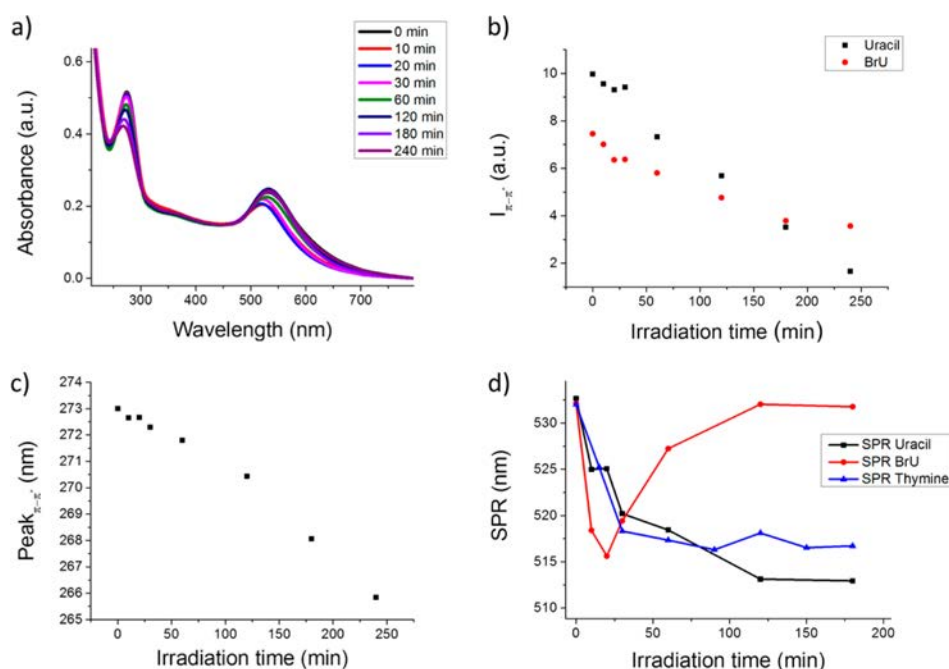 a)
0 min
10 min
20 min
30 min
60 min
120 min
180 min
240 min
0.6
0.4
0.2
0.0
Absorbance (a.u.)
300 400 500 600 700
Wavelength (nm)
b)
Uracil
BrU
10
8
6
4
2
I π-π* (a.u.)
0 50 100 150 200 250
Irradiation time (min)
c)
274
273
272
271
270
269
268
267
266
265
Peak π-π* (nm)
0 50 100 150 200 250
Irradiation time (min)
d)
530
525
520
515
510
SPR (nm)
SPR Uracil
SPR BrU
SPR Thymine
0 50 100 150 200
Irradiation time (min)